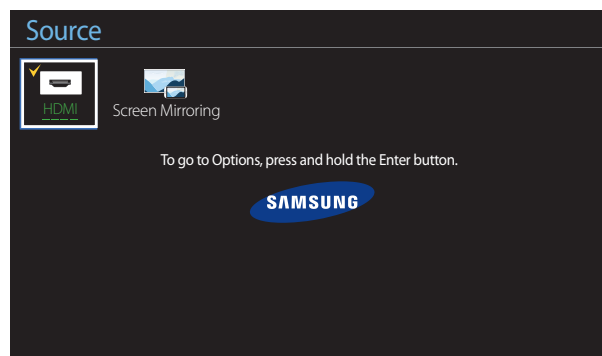 Source
HDMI
Screen Mirroring
To go to Options, press and hold the Enter button.
SAMSUNG